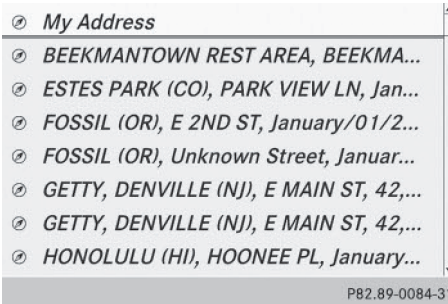 My Address
BEEKMANTOWN REST AREA, BEEKMA...
ESTES PARK (CO), PARK VIEW LN, Jan...
FOSSIL (OR), E 2ND ST, January/01/2...
FOSSIL (OR), Unknown Street, Januar...
GETTY, DENVILLE (NJ), E MAIN ST, 42,...
GETTY, DENVILLE (NJ), E MAIN ST, 42,...
HONOLULU (HI), HOONEE PL, January...
P82.89-0084-31